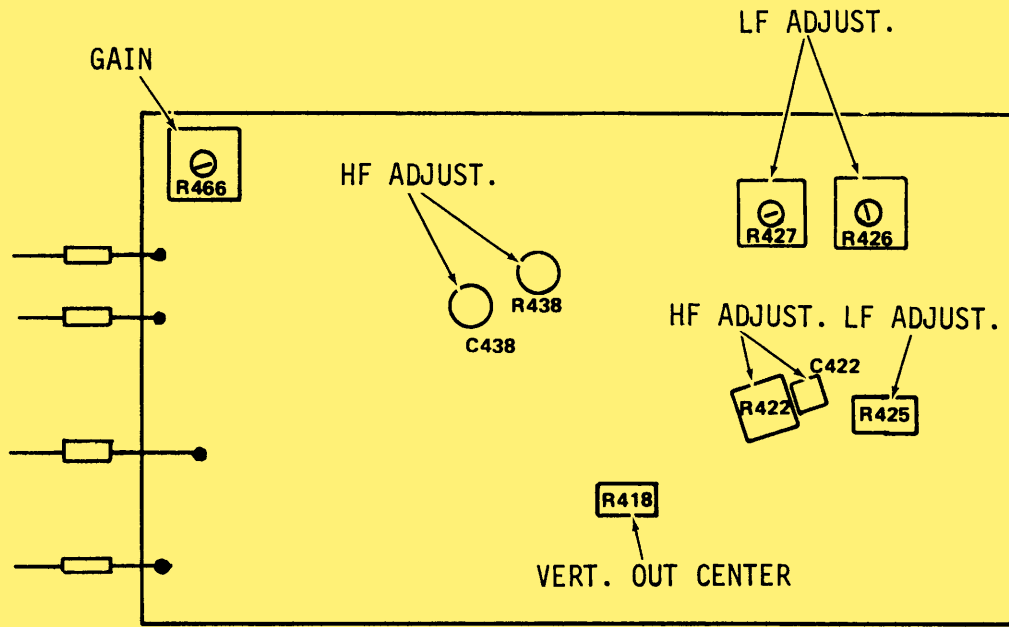 LF ADJUST.
GAIN
R466
HF ADJUST.
R427
R426
R438
C438
HF ADJUST.
LF ADJUST.
C422
R422
R425
R418
VERT. OUT CENTER